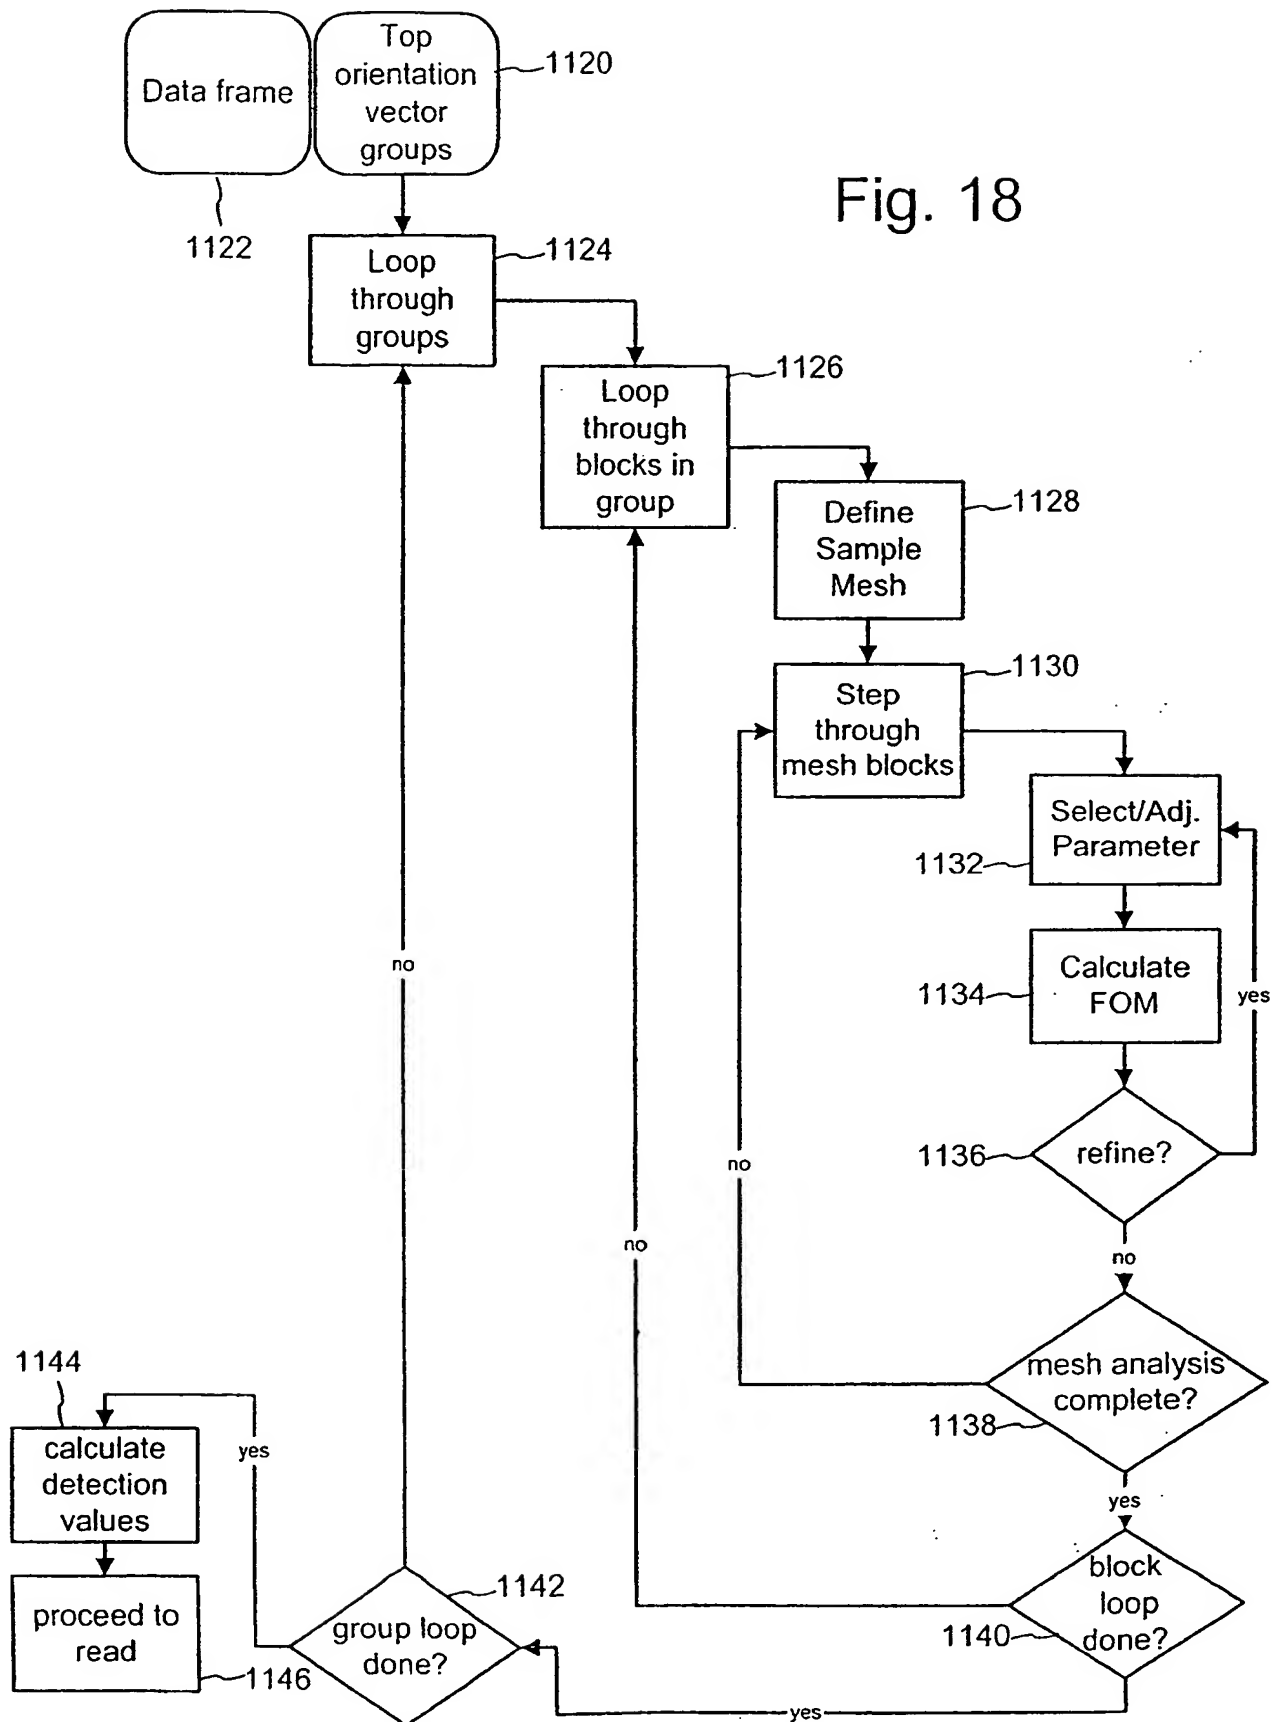 Data frame
Top
orientation
vector
groups
1120
1122
Fig. 18
Loop
through
groups
1124
Loop
through
blocks in
group
1126
Define
Sample
Mesh
1128
Step
through
mesh blocks
1130
Select/Adj.
Parameter
1132
Calculate
FOM
1134
yes
refine?
1136
no
no
no
no
mesh analysis
complete?
1138
yes
block
loop
done?
1140
yes
group loop
done?
1142
yes
1144
calculate
detection
values
proceed to
read
1146